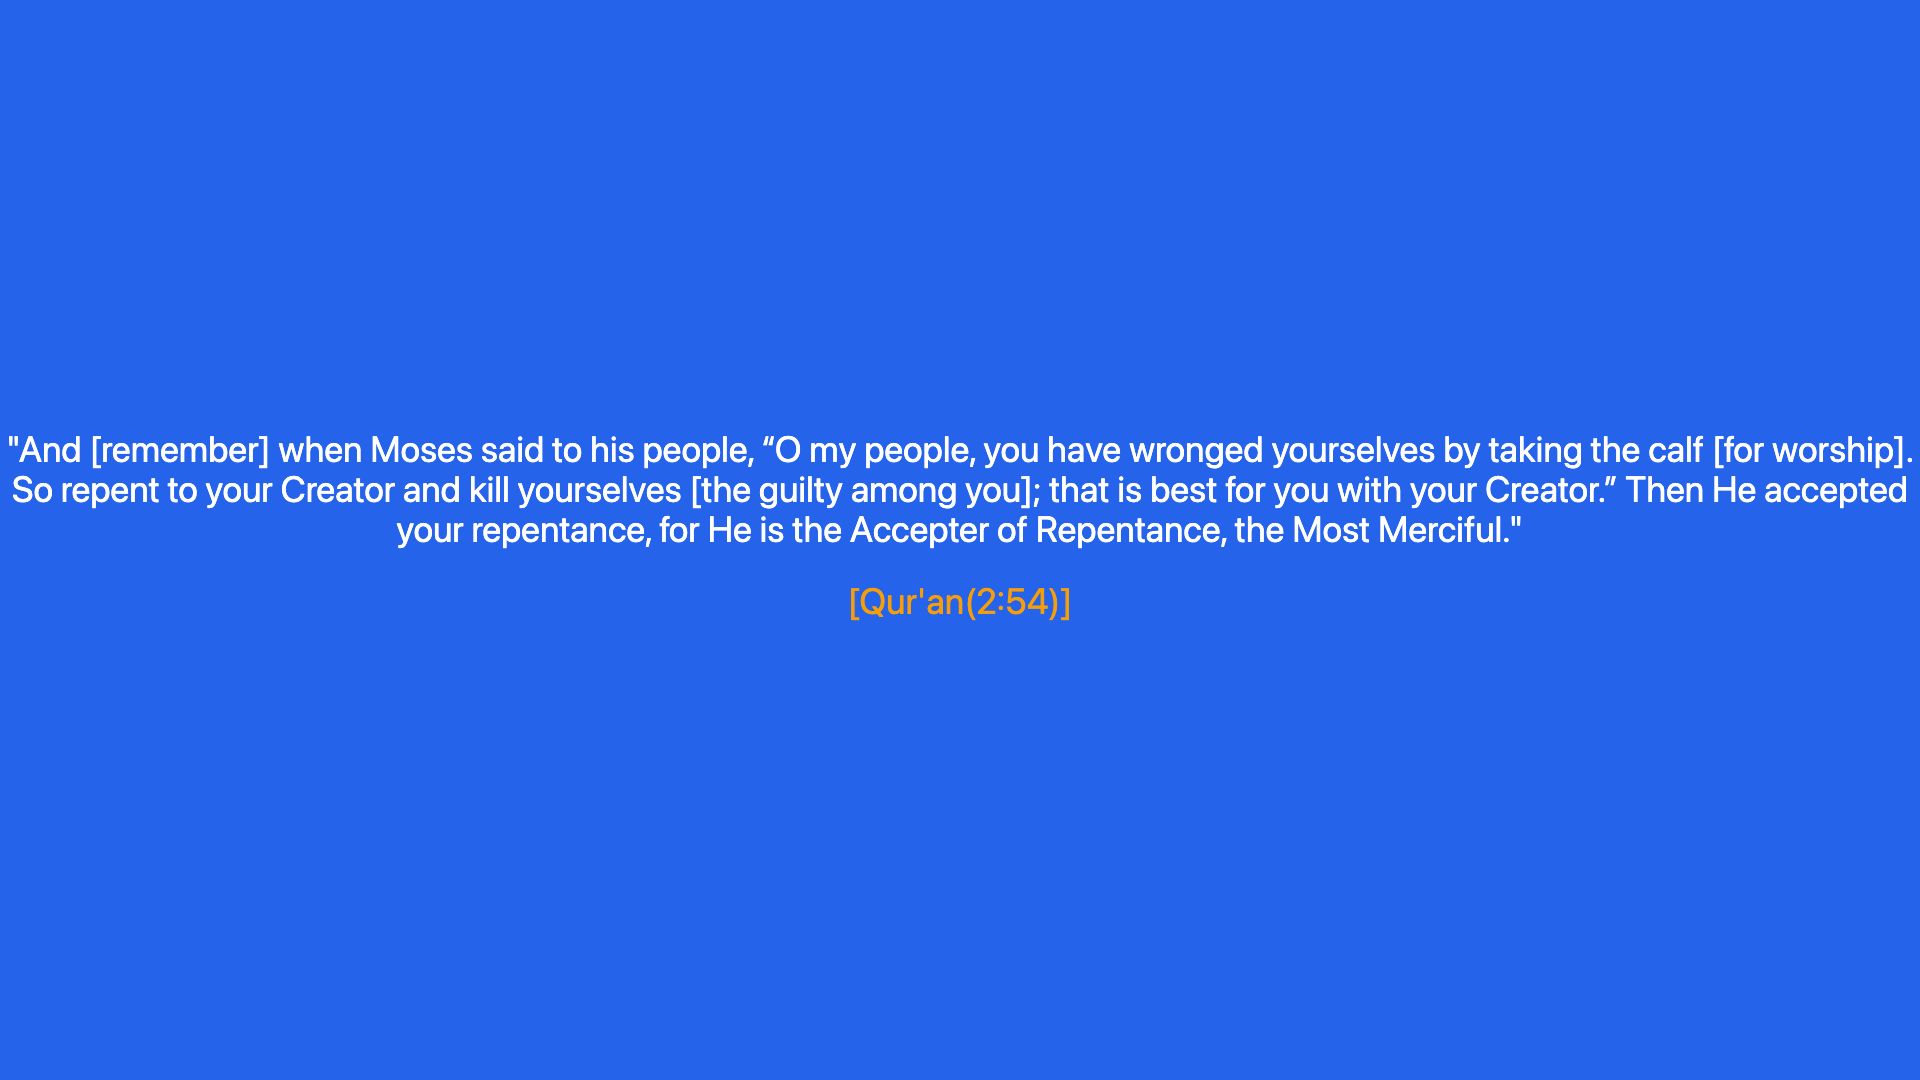 "And [remember] when Moses said to his people, “O my people, you have wronged yourselves by taking the calf [for worship].
So repent to your Creator and kill yourselves [the guilty among you]; that is best for you with your Creator.” Then He accepted
your repentance, for He is the Accepter of Repentance, the Most Merciful."
[Qur'an(2:54)]